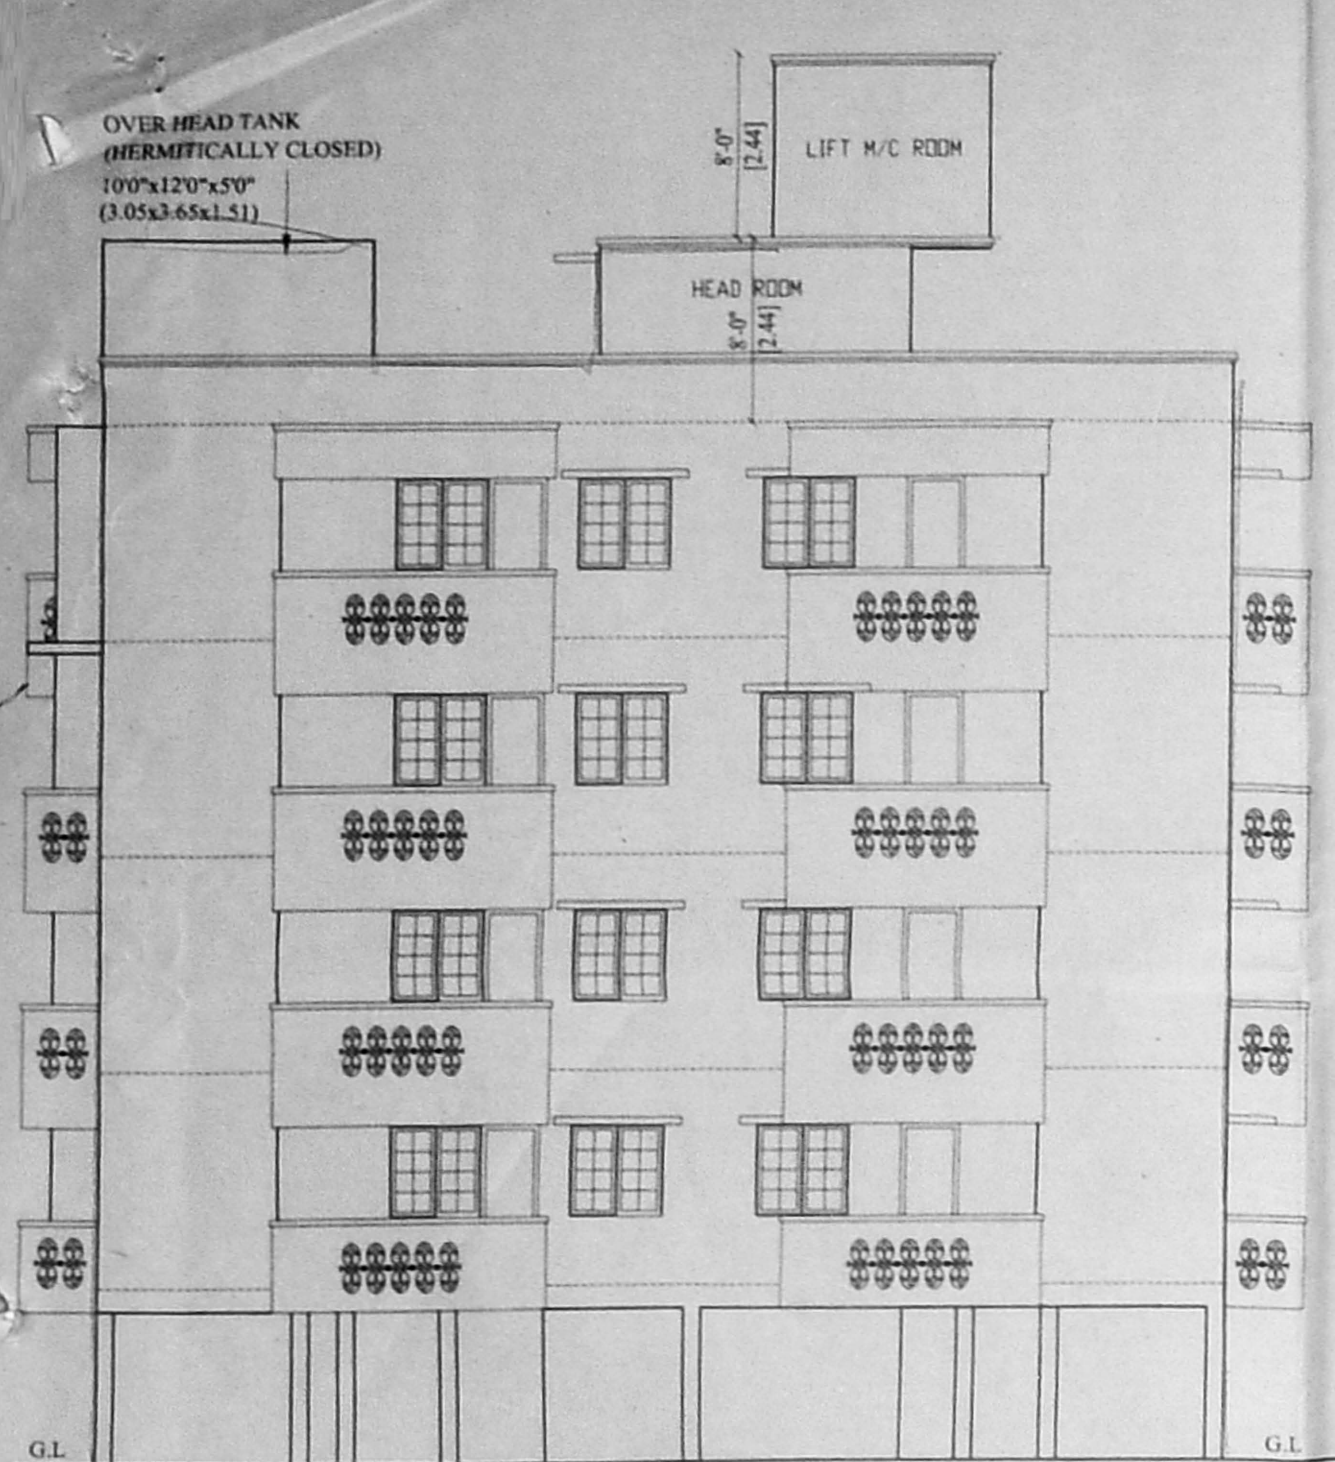 OVER HEAD TANK
(HERMITICALLY CLOSED)
10'0"x12'0"x5'0"
(3.05x3.65x1.51)
8'-0"
[2.44]
LIFT M/C ROOM
HEAD ROOM
8'-0"
[2.44]
G.L
G.L